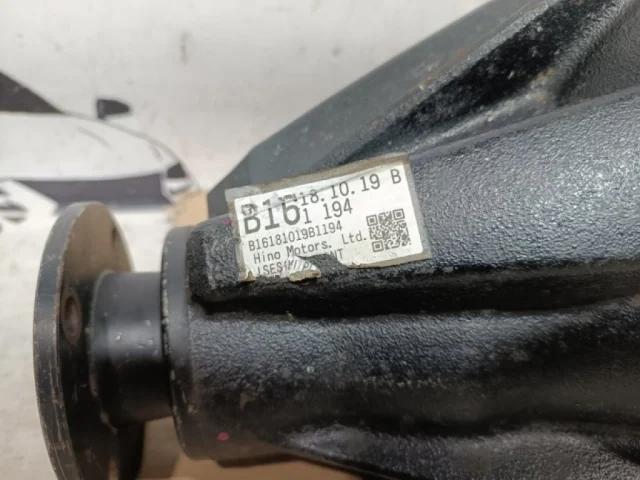 B16 18.10.19 B
1 194
B16181019B1194
Hino Motors. Ltd.